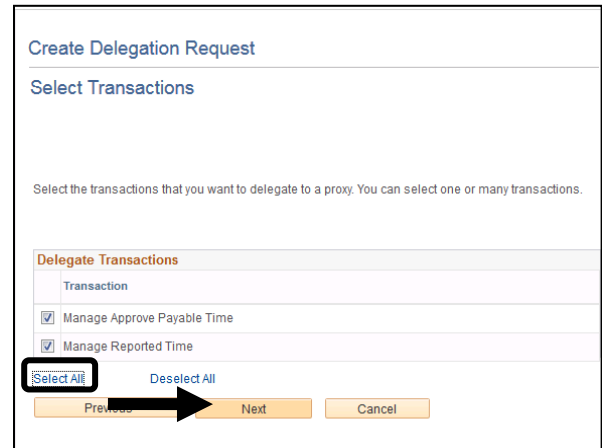 Create Delegation Request
Select Transactions
Select the transactions that you want to delegate to a proxy. You can select one or many transactions.
Delegate Transactions
Transaction
Manage Approve Payable Time
Manage Reported Time
Select All Deselect All
Previous Next Cancel